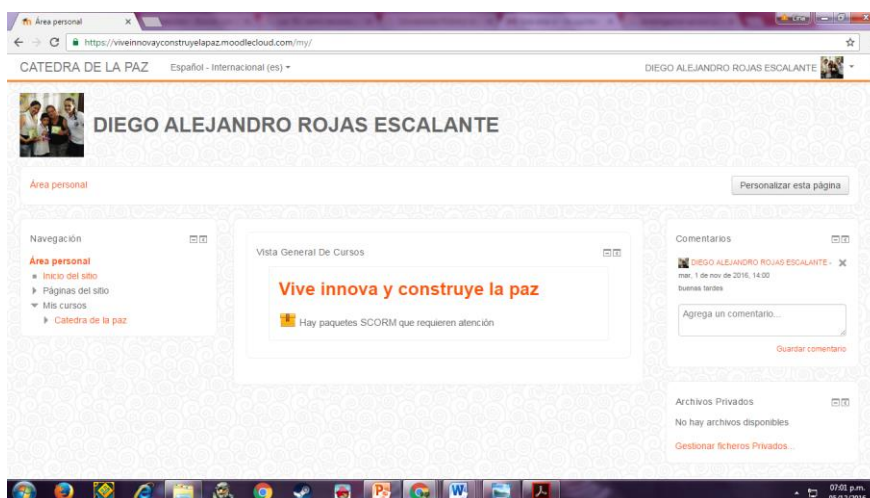 Área personal
https://viveinnovayconstruyelapaz.moodlecloud.com/my/
CATEDRA DE LA PAZ Español - Internacional (es) DIEGO ALEJANDRO ROJAS ESCALANTE
DIEGO ALEJANDRO ROJAS ESCALANTE
Área personal
Personalizar esta página
Navegación
Área personal
Inicio del sitio
Páginas del sitio
Mis cursos
Catedra de la paz
Vista General De Cursos
Vive innova y construye la paz
Hay paquetes SCORM que requieren atención
Comentarios
DIEGO ALEJANDRO ROJAS ESCALANTE -
mar, 1 de nov de 2016, 14:00
buenas tardes
Agrega un comentario...
Guardar comentario
Archivos Privados
No hay archivos disponibles
Gestionar ficheros Privados...
07:01 p.m.